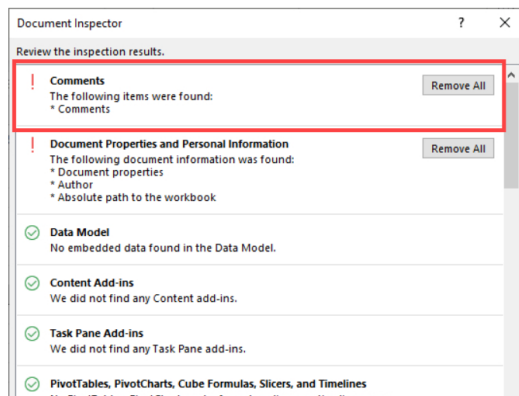 Document Inspector
Review the inspection results.
Comments
Remove All
The following items were found:
* Comments
Document Properties and Personal Information
Remove All
The following document information was found:
* Document properties
* Author
* Absolute path to the workbook
Data Model
No embedded data found in the Data Model.
Content Add-ins
We did not find any Content add-ins.
Task Pane Add-ins
We did not find any Task Pane add-ins.
PivotTables, PivotCharts, Cube Formulas, Slicers, and Timelines